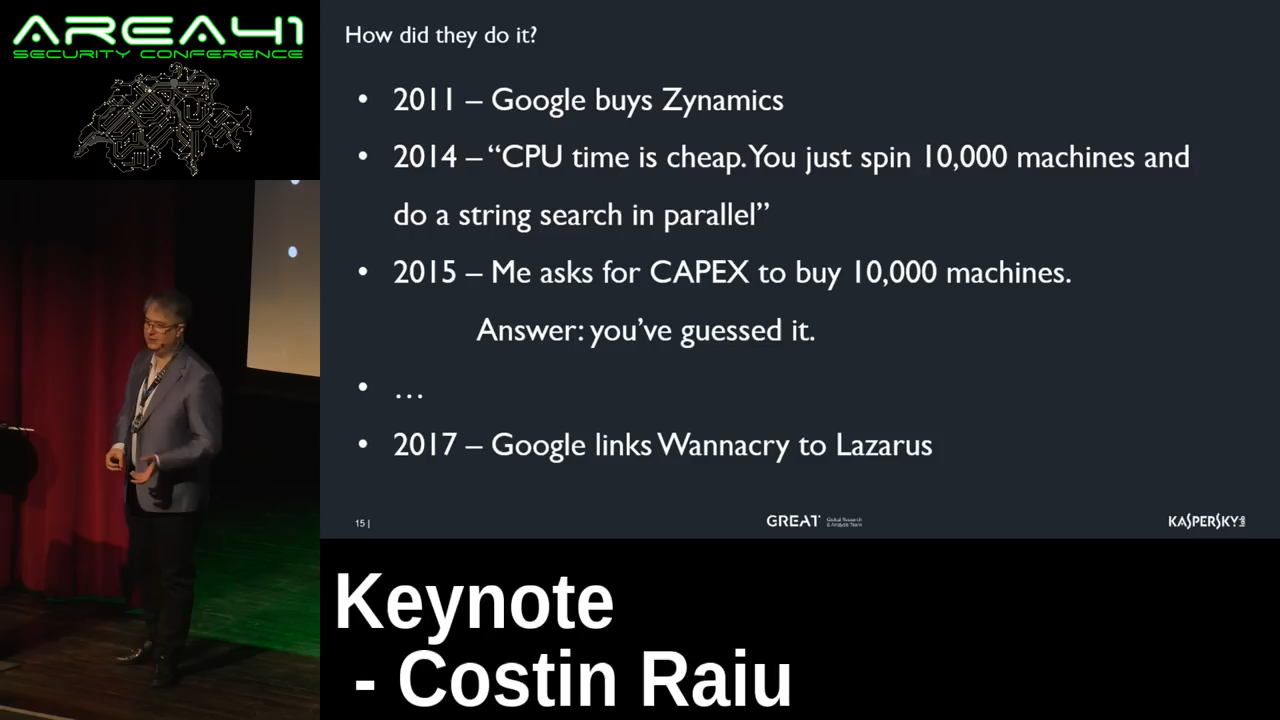 AREA41
SECURITY CONFERENCE
How did they do it?
• 2011 – Google buys Zynamics
• 2014 – “CPU time is cheap. You just spin 10,000 machines and
do a string search in parallel”
• 2015 – Me asks for CAPEX to buy 10,000 machines.
Answer: you’ve guessed it.
• …
• 2017 – Google links Wannacry to Lazarus
15 |
GREAT
Global Research
& Analysis Team
KASPERSKY lab
Keynote
- Costin Raiu